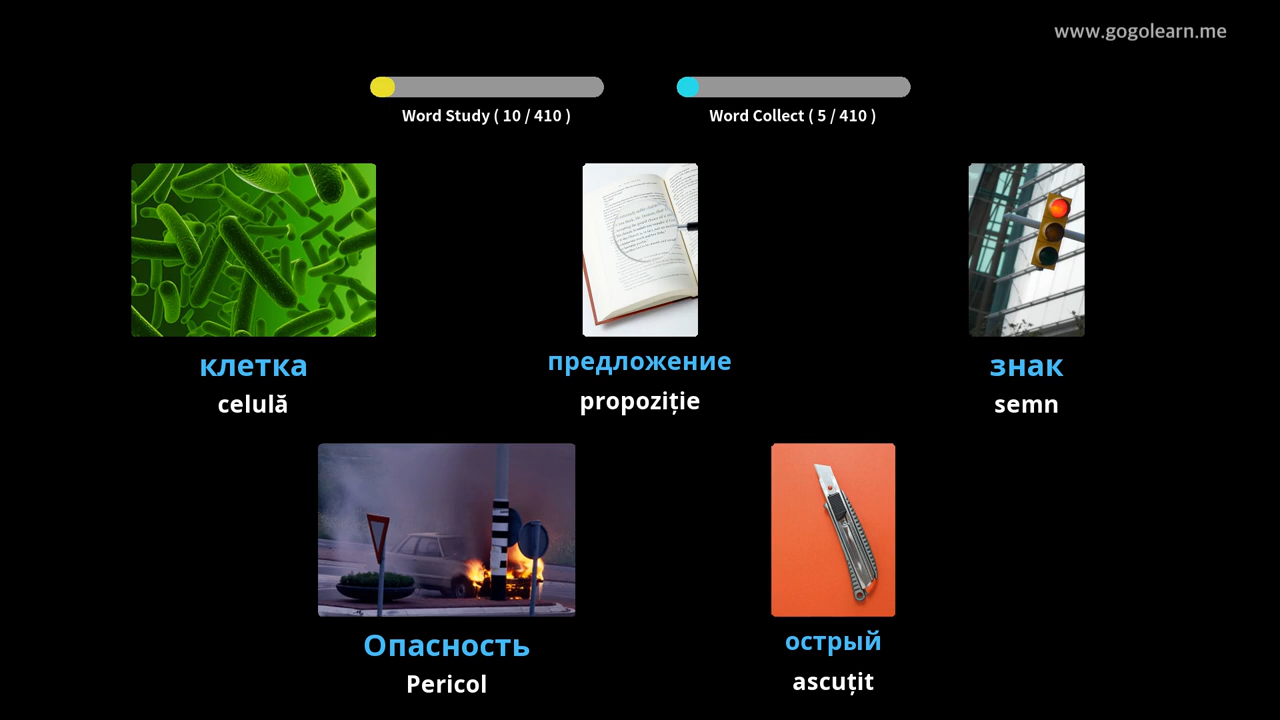 www.gogolearn.me
Word Study ( 10 / 410 )
Word Collect ( 5 / 410 )
клетка
celulă
предложение
propoziție
знак
semn
Опасность
Pericol
острый
ascuțit